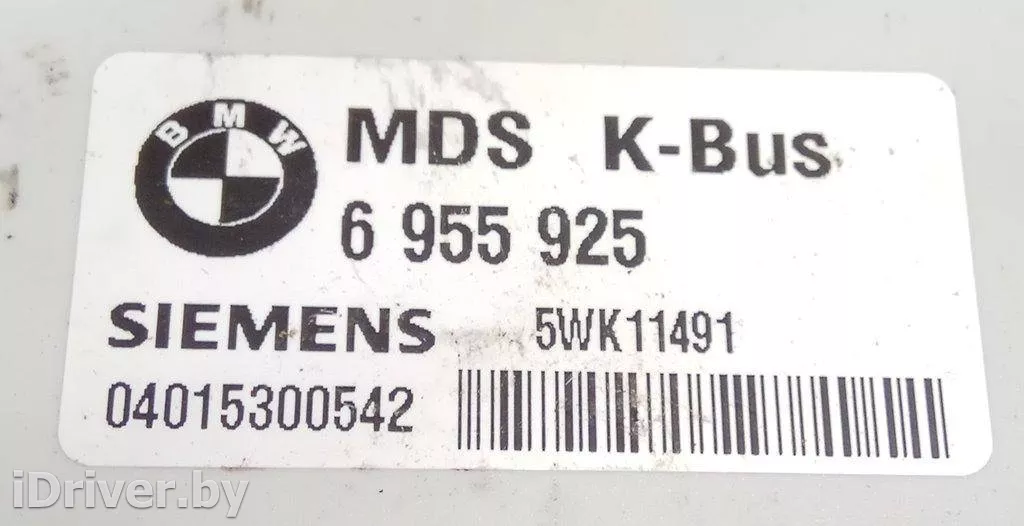 BMW
MDS K-Bus
6 955 925
SIEMENS 5WK11491
04015300542
iDriver.by